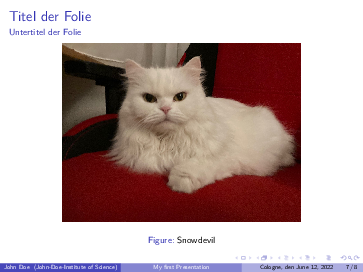 Titel der Folie
Untertitel der Folie
Figure: Snowdevil
John Doe (John-Doe-Institute of Science)
My first Presentation
Cologne, den June 12, 2022
7 / 8